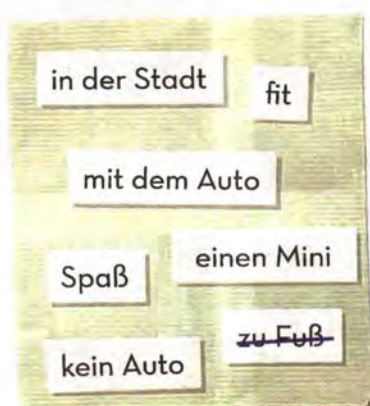 in der Stadt
fit
mit dem Auto
einen Mini
Spaß
zu Fuß
kein Auto